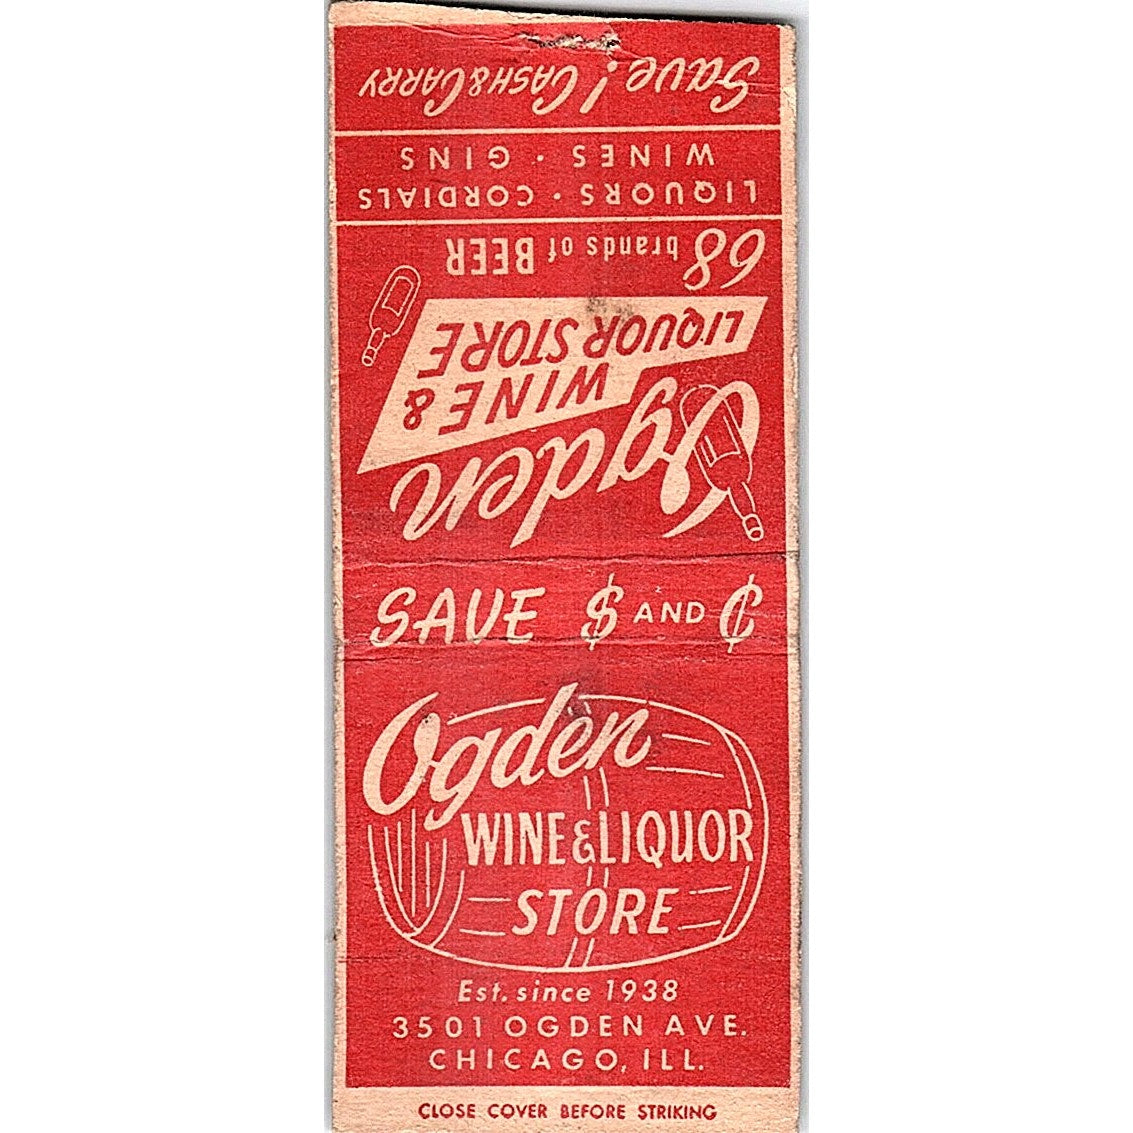 Save! CASH & CARRY
WINES · GINS
LIQUORS · CORDIALS
68 brands of BEER
LIQUOR STORE
WINE &
Ogden
SAVE $ AND ¢
Ogden
WINE & LIQUOR
STORE
Est. since 1938
3501 OGDEN AVE.
CHICAGO, ILL.
CLOSE COVER BEFORE STRIKING